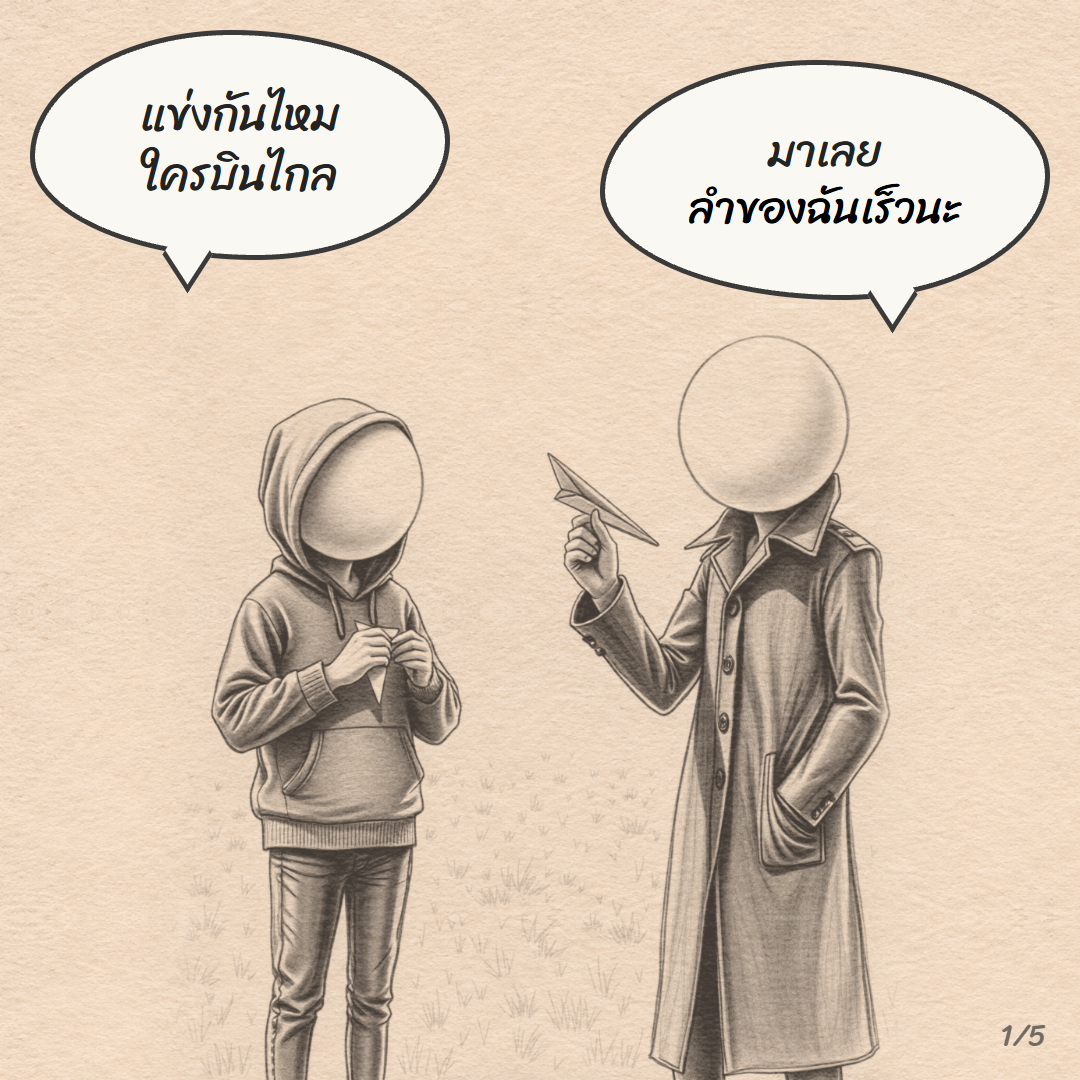 แข่งกันไหม
ใครบินไกล
มาเลย
ลำของฉันเร็วนะ
1/5